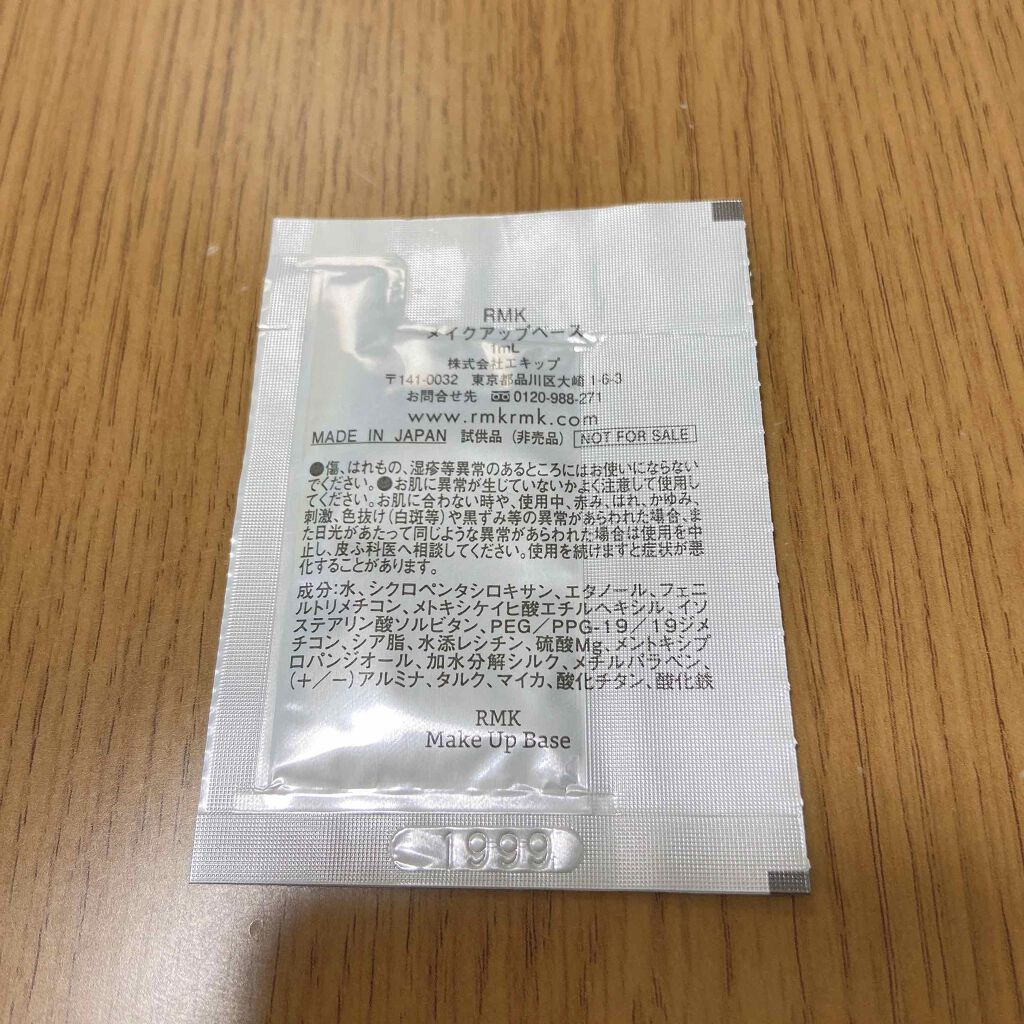 RMK
メイクアップベース
1mL
株式会社エキップ
〒141-0032 東京都品川区大崎1-6-3
お問合せ先 0120-988-271
www.rmkrmk.com
MADE IN JAPAN 試供品（非売品） NOT FOR SALE
●傷、はれもの、湿疹等異常のあるところにはお使いにならない
でください。●お肌に異常が生じていないかよく注意して使用し
てください。お肌に合わない時や、使用中、赤み、はれ、かゆみ、
刺激、色抜け（白斑等）や黒ずみ等の異常があらわれた場合、ま
た日光があたって同じような異常があらわれた場合は使用を中
止し、皮ふ科医へ相談してください。使用を続けますと症状が悪
化することがあります。
成分：水、シクロペンタシロキサン、エタノール、フェニ
ルトリメチコン、メトキシケイヒ酸エチルヘキシル、イソ
ステアリン酸ソルビタン、PEG／PPG-19／19ジメ
チコン、シア脂、水添レシチン、硫酸Mg、メントキシプ
ロパンジオール、加水分解シルク、メチルパラベン、
（＋／－）アルミナ、タルク、マイカ、酸化チタン、酸化鉄
RMK
Make Up Base
1999